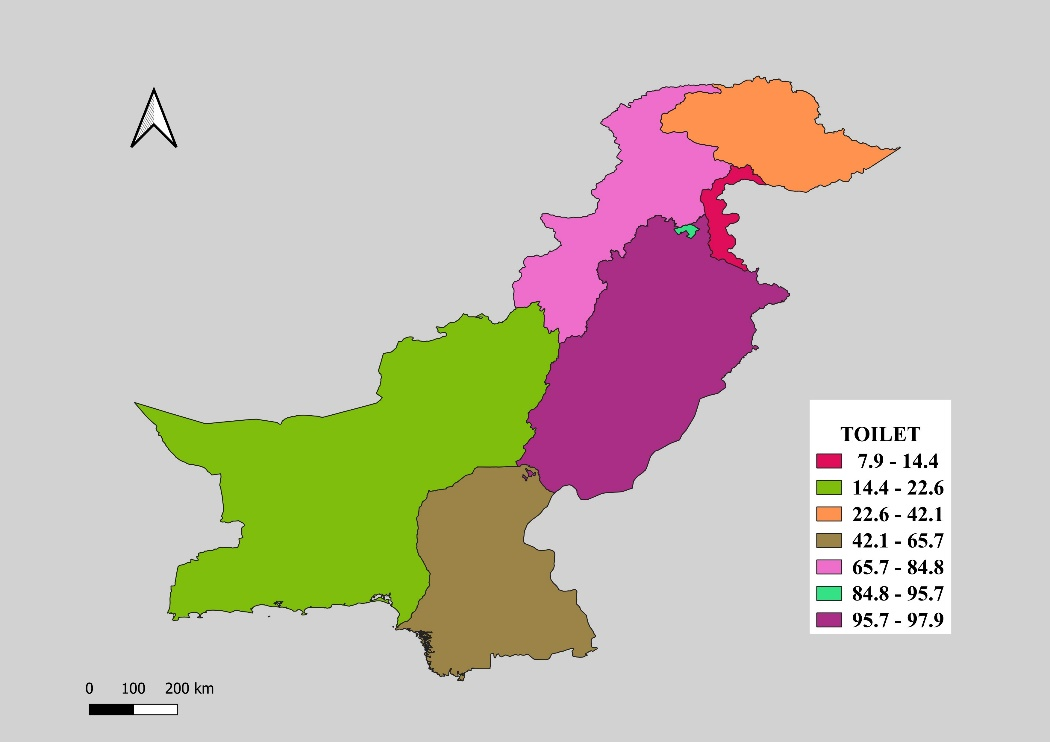 TOILET
7.9 - 14.4
14.4 - 22.6
22.6 - 42.1
42.1 - 65.7
65.7 - 84.8
84.8 - 95.7
95.7 - 97.9
0 100 200 km